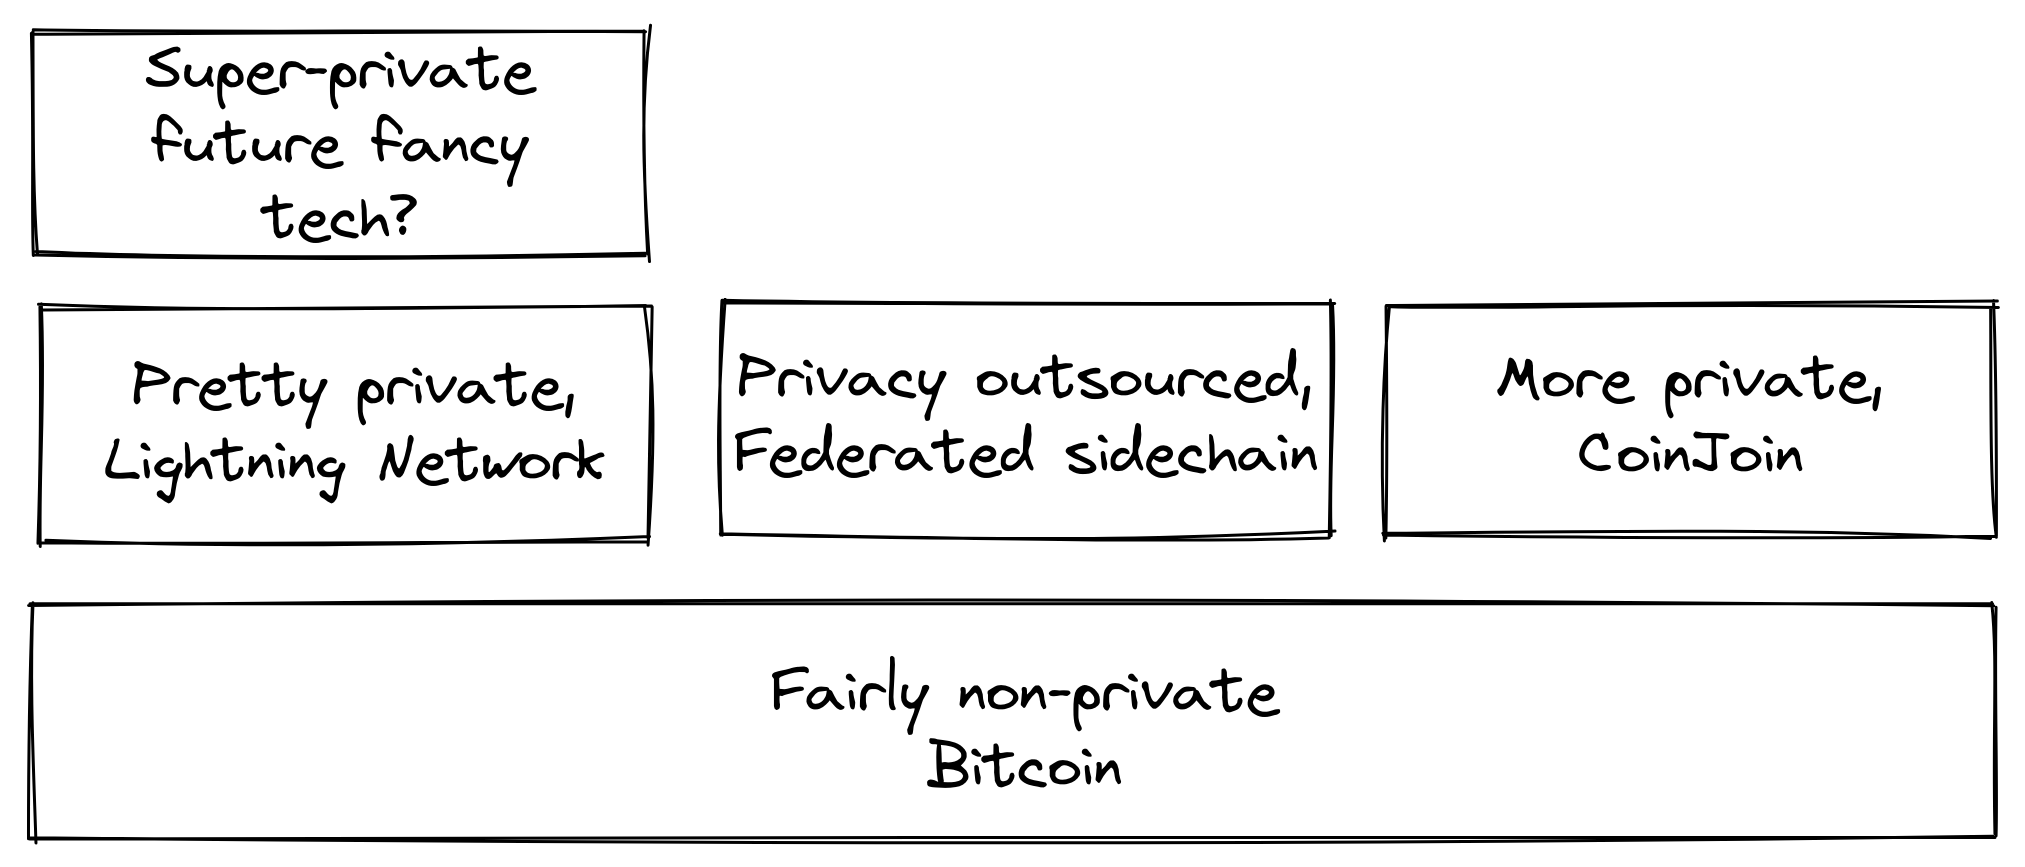 Super-private
future fancy
tech?
Pretty private,
Lightning Network
Privacy outsourced,
Federated sidechain
More private,
CoinJoin
Fairly non-private
Bitcoin